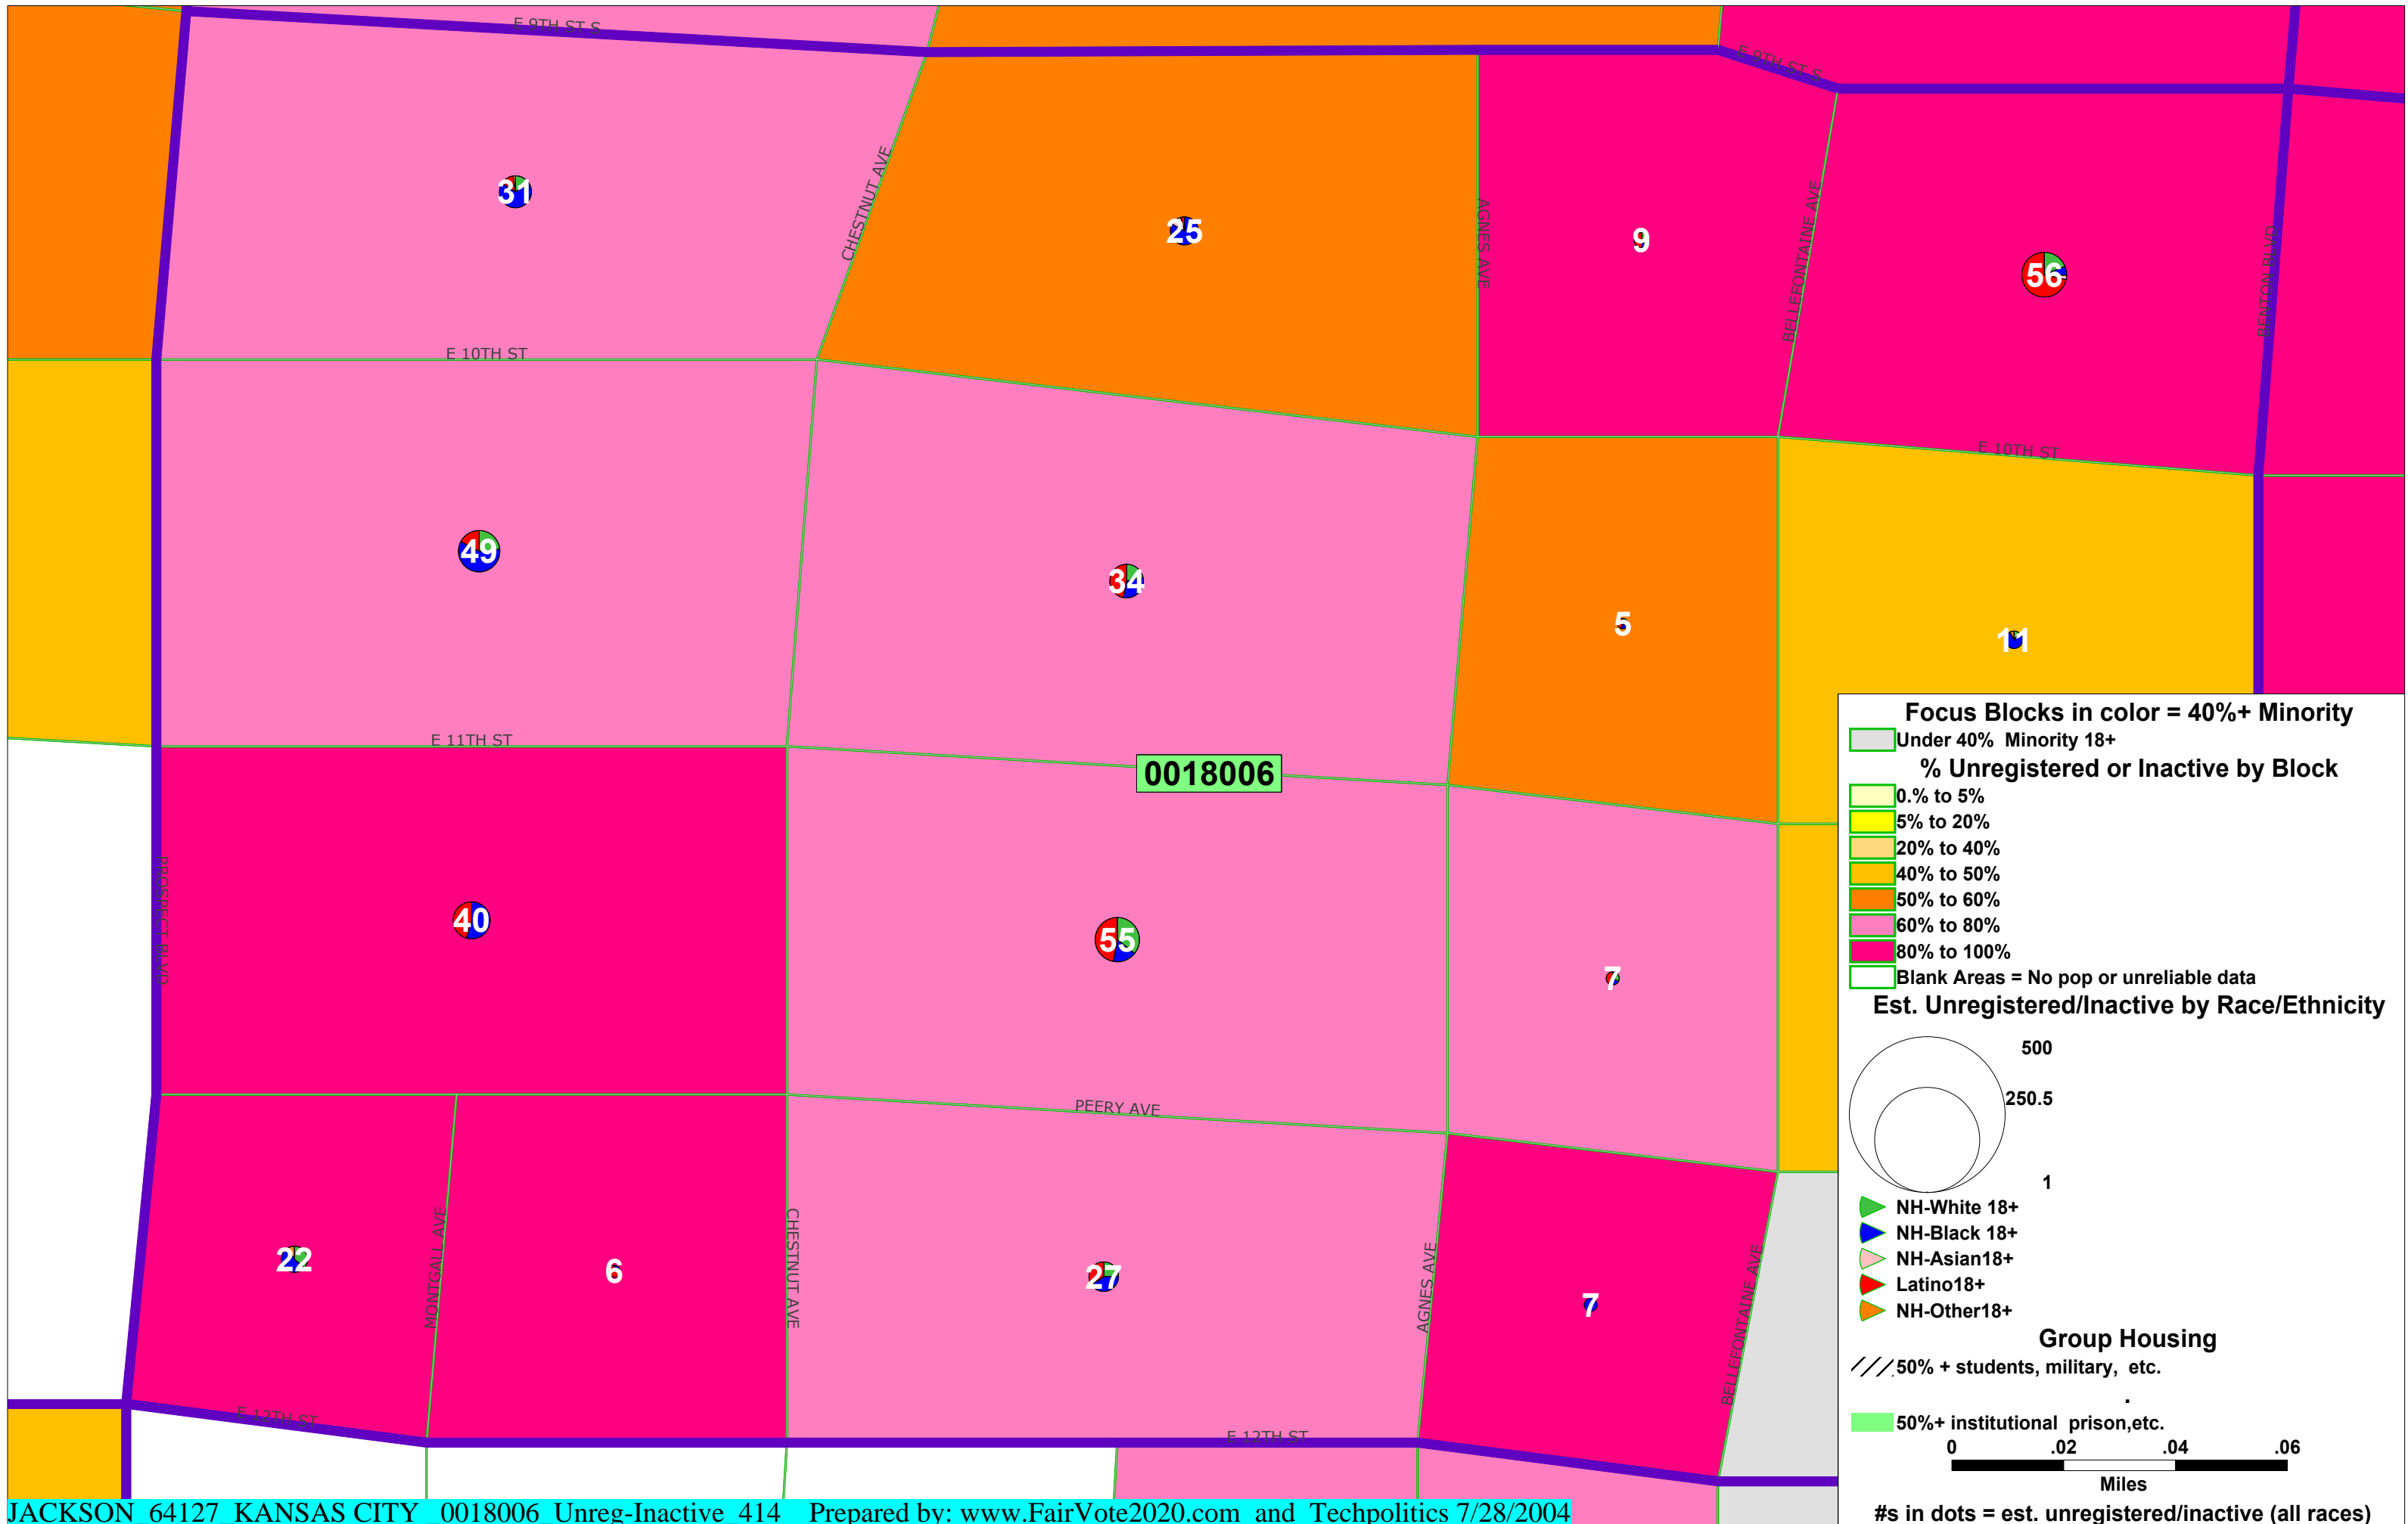 E 9TH ST S
E 9TH ST S
CHESTNUT AVE
AGNES AVE
BELLEFONTAINE AVE
BENTON BLVD
31
25
9
56
E 10TH ST
E 10TH ST
49
34
5
11
E 11TH ST
0018006
PROSPECT BLVD
40
55
7
PEERY AVE
MONTGALL AVE
CHESTNUT AVE
AGNES AVE
BELLEFONTAINE AVE
22
6
27
7
E 12TH ST
E 12TH ST
Focus Blocks in color = 40%+ Minority
Under 40% Minority 18+
% Unregistered or Inactive by Block
0.% to 5%
5% to 20%
20% to 40%
40% to 50%
50% to 60%
60% to 80%
80% to 100%
Blank Areas = No pop or unreliable data
Est. Unregistered/Inactive by Race/Ethnicity
500
250.5
1
NH-White 18+
NH-Black 18+
NH-Asian18+
Latino18+
NH-Other18+
Group Housing
50% + students, military, etc.
.
50%+ institutional prison,etc.
0 .02 .04 .06
Miles
#s in dots = est. unregistered/inactive (all races)
JACKSON 64127 KANSAS CITY 0018006 Unreg-Inactive 414 Prepared by: www.FairVote2020.com and Techpolitics 7/28/2004